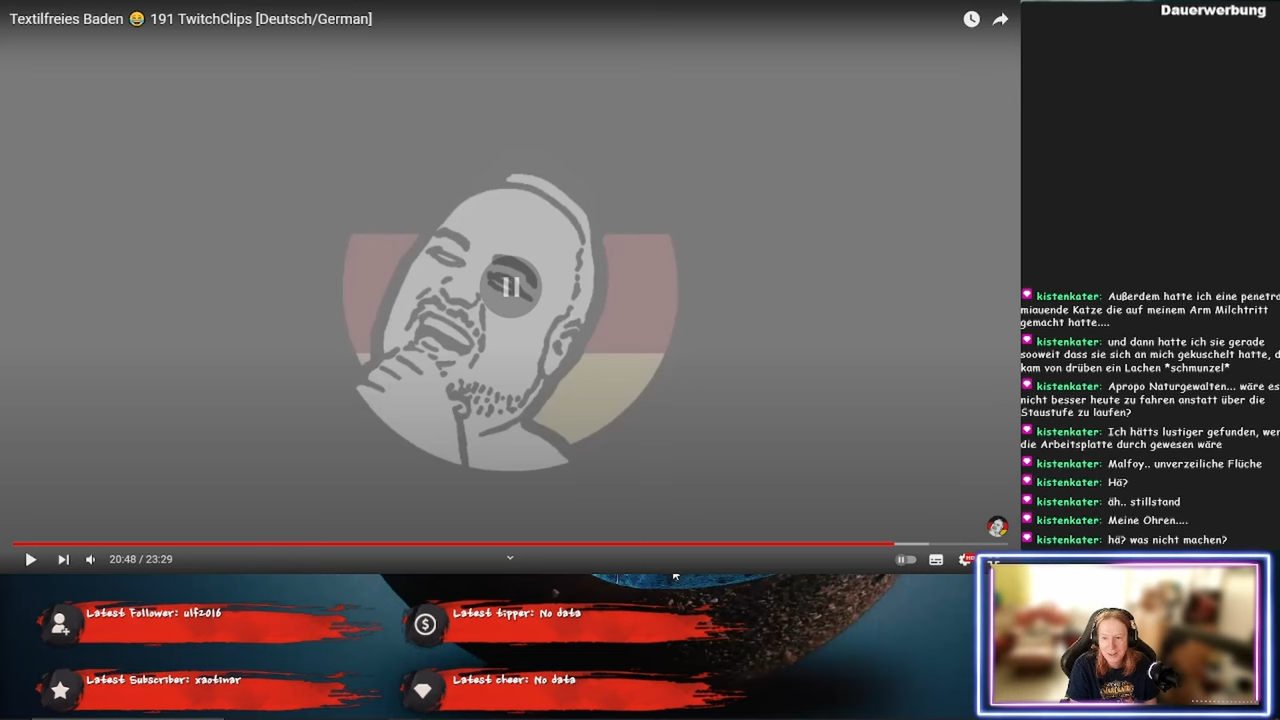 Textilfreies Baden 😂 191 TwitchClips [Deutsch/German]
Dauerwerbung
kistenkater: Außerdem hatte ich eine penetra
miauende Katze die auf meinem Arm Milchtritt
gemacht hatte....
kistenkater: und dann hatte ich sie gerade
sooweit dass sie sich an mich gekuschelt hatte, d
kam von drüben ein Lachen *schmunzel*
kistenkater: Apropo Naturgewalten... wäre es
nicht besser heute zu fahren anstatt über die
Staustufe zu laufen?
kistenkater: Ich hätts lustiger gefunden, wen
die Arbeitsplatte durch gewesen wäre
kistenkater: Malfoy.. unverzeiliche Flüche
kistenkater: Hä?
kistenkater: äh.. stillstand
kistenkater: Meine Ohren....
kistenkater: hä? was nicht machen?
20:48 / 23:29
HD
Latest Follower: ulf2016
Latest tipper: No data
Latest Subscriber: xaotinar
Latest cheer: No data